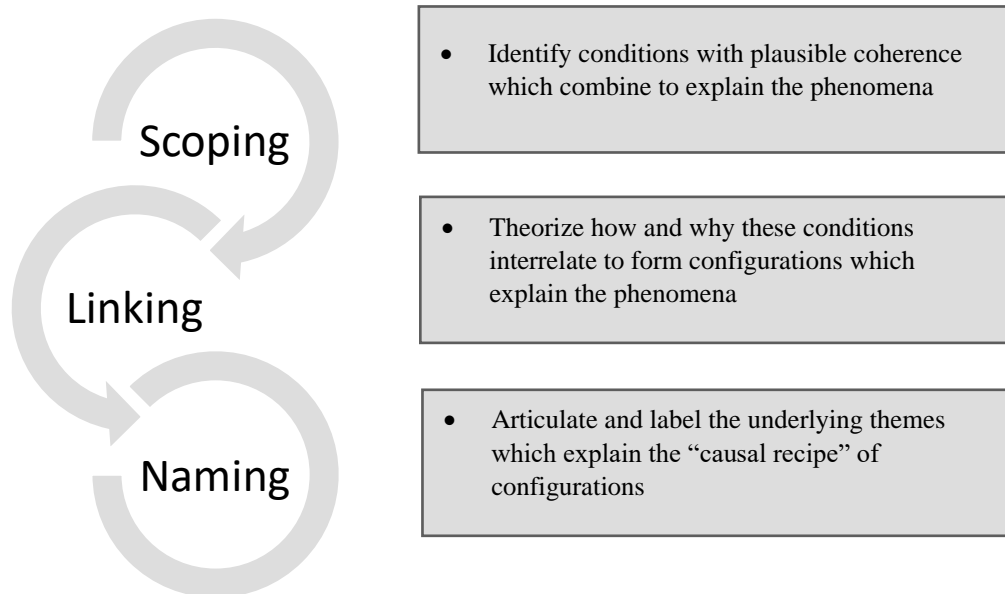 Scoping
• Identify conditions with plausible coherence
which combine to explain the phenomena
Linking
• Theorize how and why these conditions
interrelate to form configurations which
explain the phenomena
Naming
• Articulate and label the underlying themes
which explain the “causal recipe” of
configurations